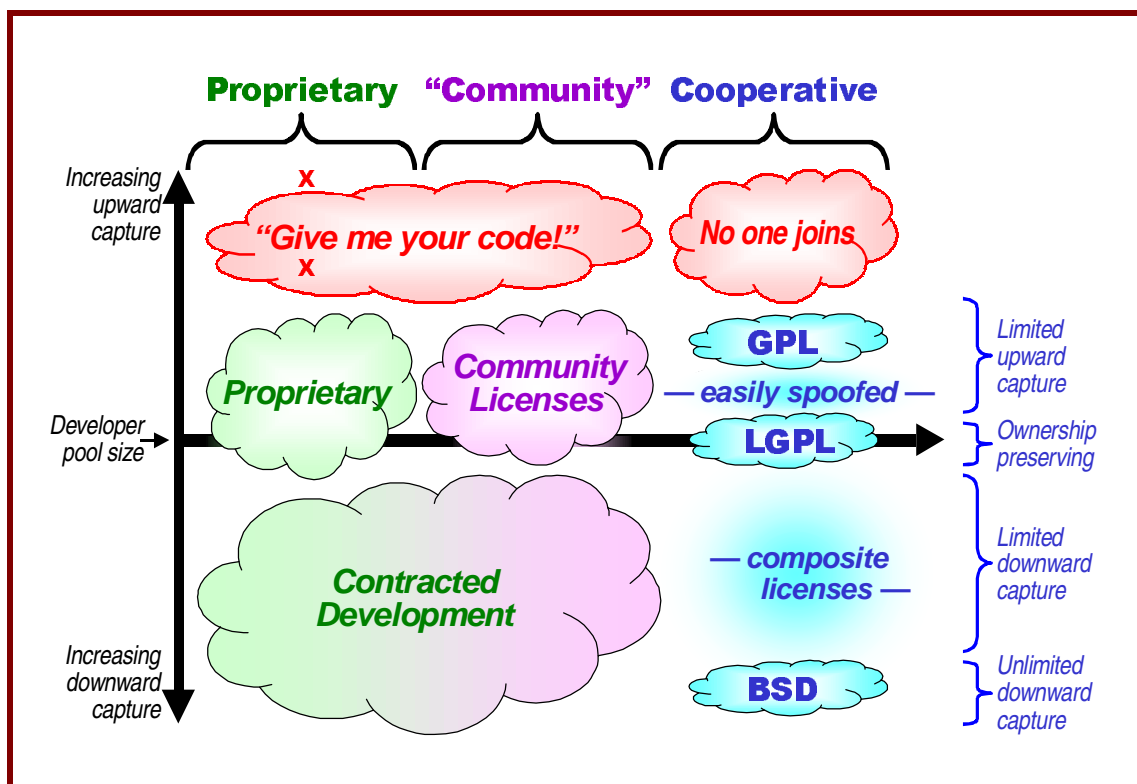 Proprietary "Community" Cooperative
Increasing
upward
capture
x
"Give me your code!"
x
No one joins
Proprietary
Community
Licenses
GPL
— easily spoofed —
LGPL
Limited
upward
capture
Developer
pool size
Ownership
preserving
Contracted
Development
— composite
licenses —
Limited
downward
capture
Increasing
downward
capture
BSD
Unlimited
downward
capture